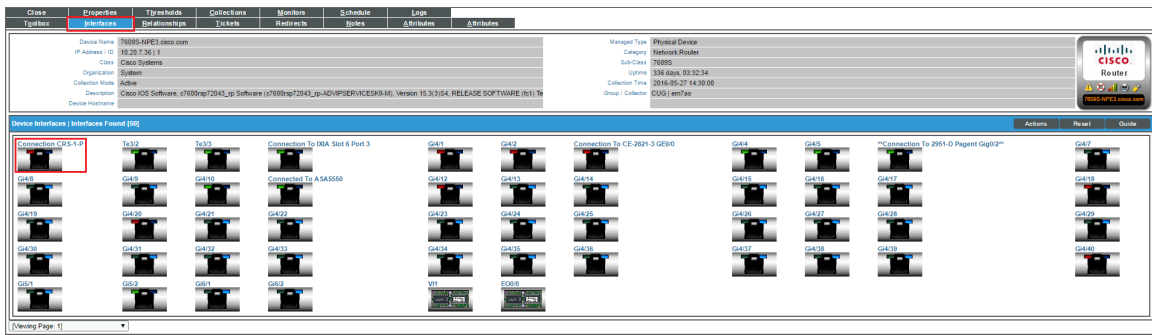 Close Properties Thresholds Collections Monitors Schedule Logs
Toolbox Interfaces Relationships Tickets Redirects Notes Attributes Attributes
Device Name 7609S-NPE3.cisco.com Managed Type Physical Device
IP Address / ID 10.20.7.36 | 1 Category Network.Router
Class Cisco Systems Sub-Class 7609S
Organization System Uptime 336 days, 03:32:34
Collection Mode Active Collection Time 2016-05-27 14:30:00
Description Cisco IOS Software, c7600rsp72043_rp Software (c7600rsp72043_rp-ADVIPSERVICESK9-M), Version 15.3(3)S4, RELEASE SOFTWARE (fc1) Te Group / Collector CUG | em7ao
Device Hostname
CISCO
Router
7609S-NPE3.cisco.com
Device Interfaces | Interfaces Found [50] Actions Reset Guide
Connection CRS-1-P Te3/2 Te3/3 Connection To IXIA Slot 6 Port 3 Gi4/1 Gi4/2 Connection To CE-2821-3 GE0/0 Gi4/4 Gi4/5 **Connection To 2951-D Pagent Gig0/2** Gi4/7
Gi4/8 Gi4/9 Gi4/10 Connected To ASA5550 Gi4/12 Gi4/13 Gi4/14 Gi4/15 Gi4/16 Gi4/17 Gi4/18
Gi4/19 Gi4/20 Gi4/21 Gi4/22 Gi4/23 Gi4/24 Gi4/25 Gi4/26 Gi4/27 Gi4/28 Gi4/29
Gi4/30 Gi4/31 Gi4/32 Gi4/33 Gi4/34 Gi4/35 Gi4/36 Gi4/37 Gi4/38 Gi4/39 Gi4/40
Gi5/1 Gi5/2 Gi6/1 Gi6/2 Vl1 EO0/0
[Viewing Page: 1]